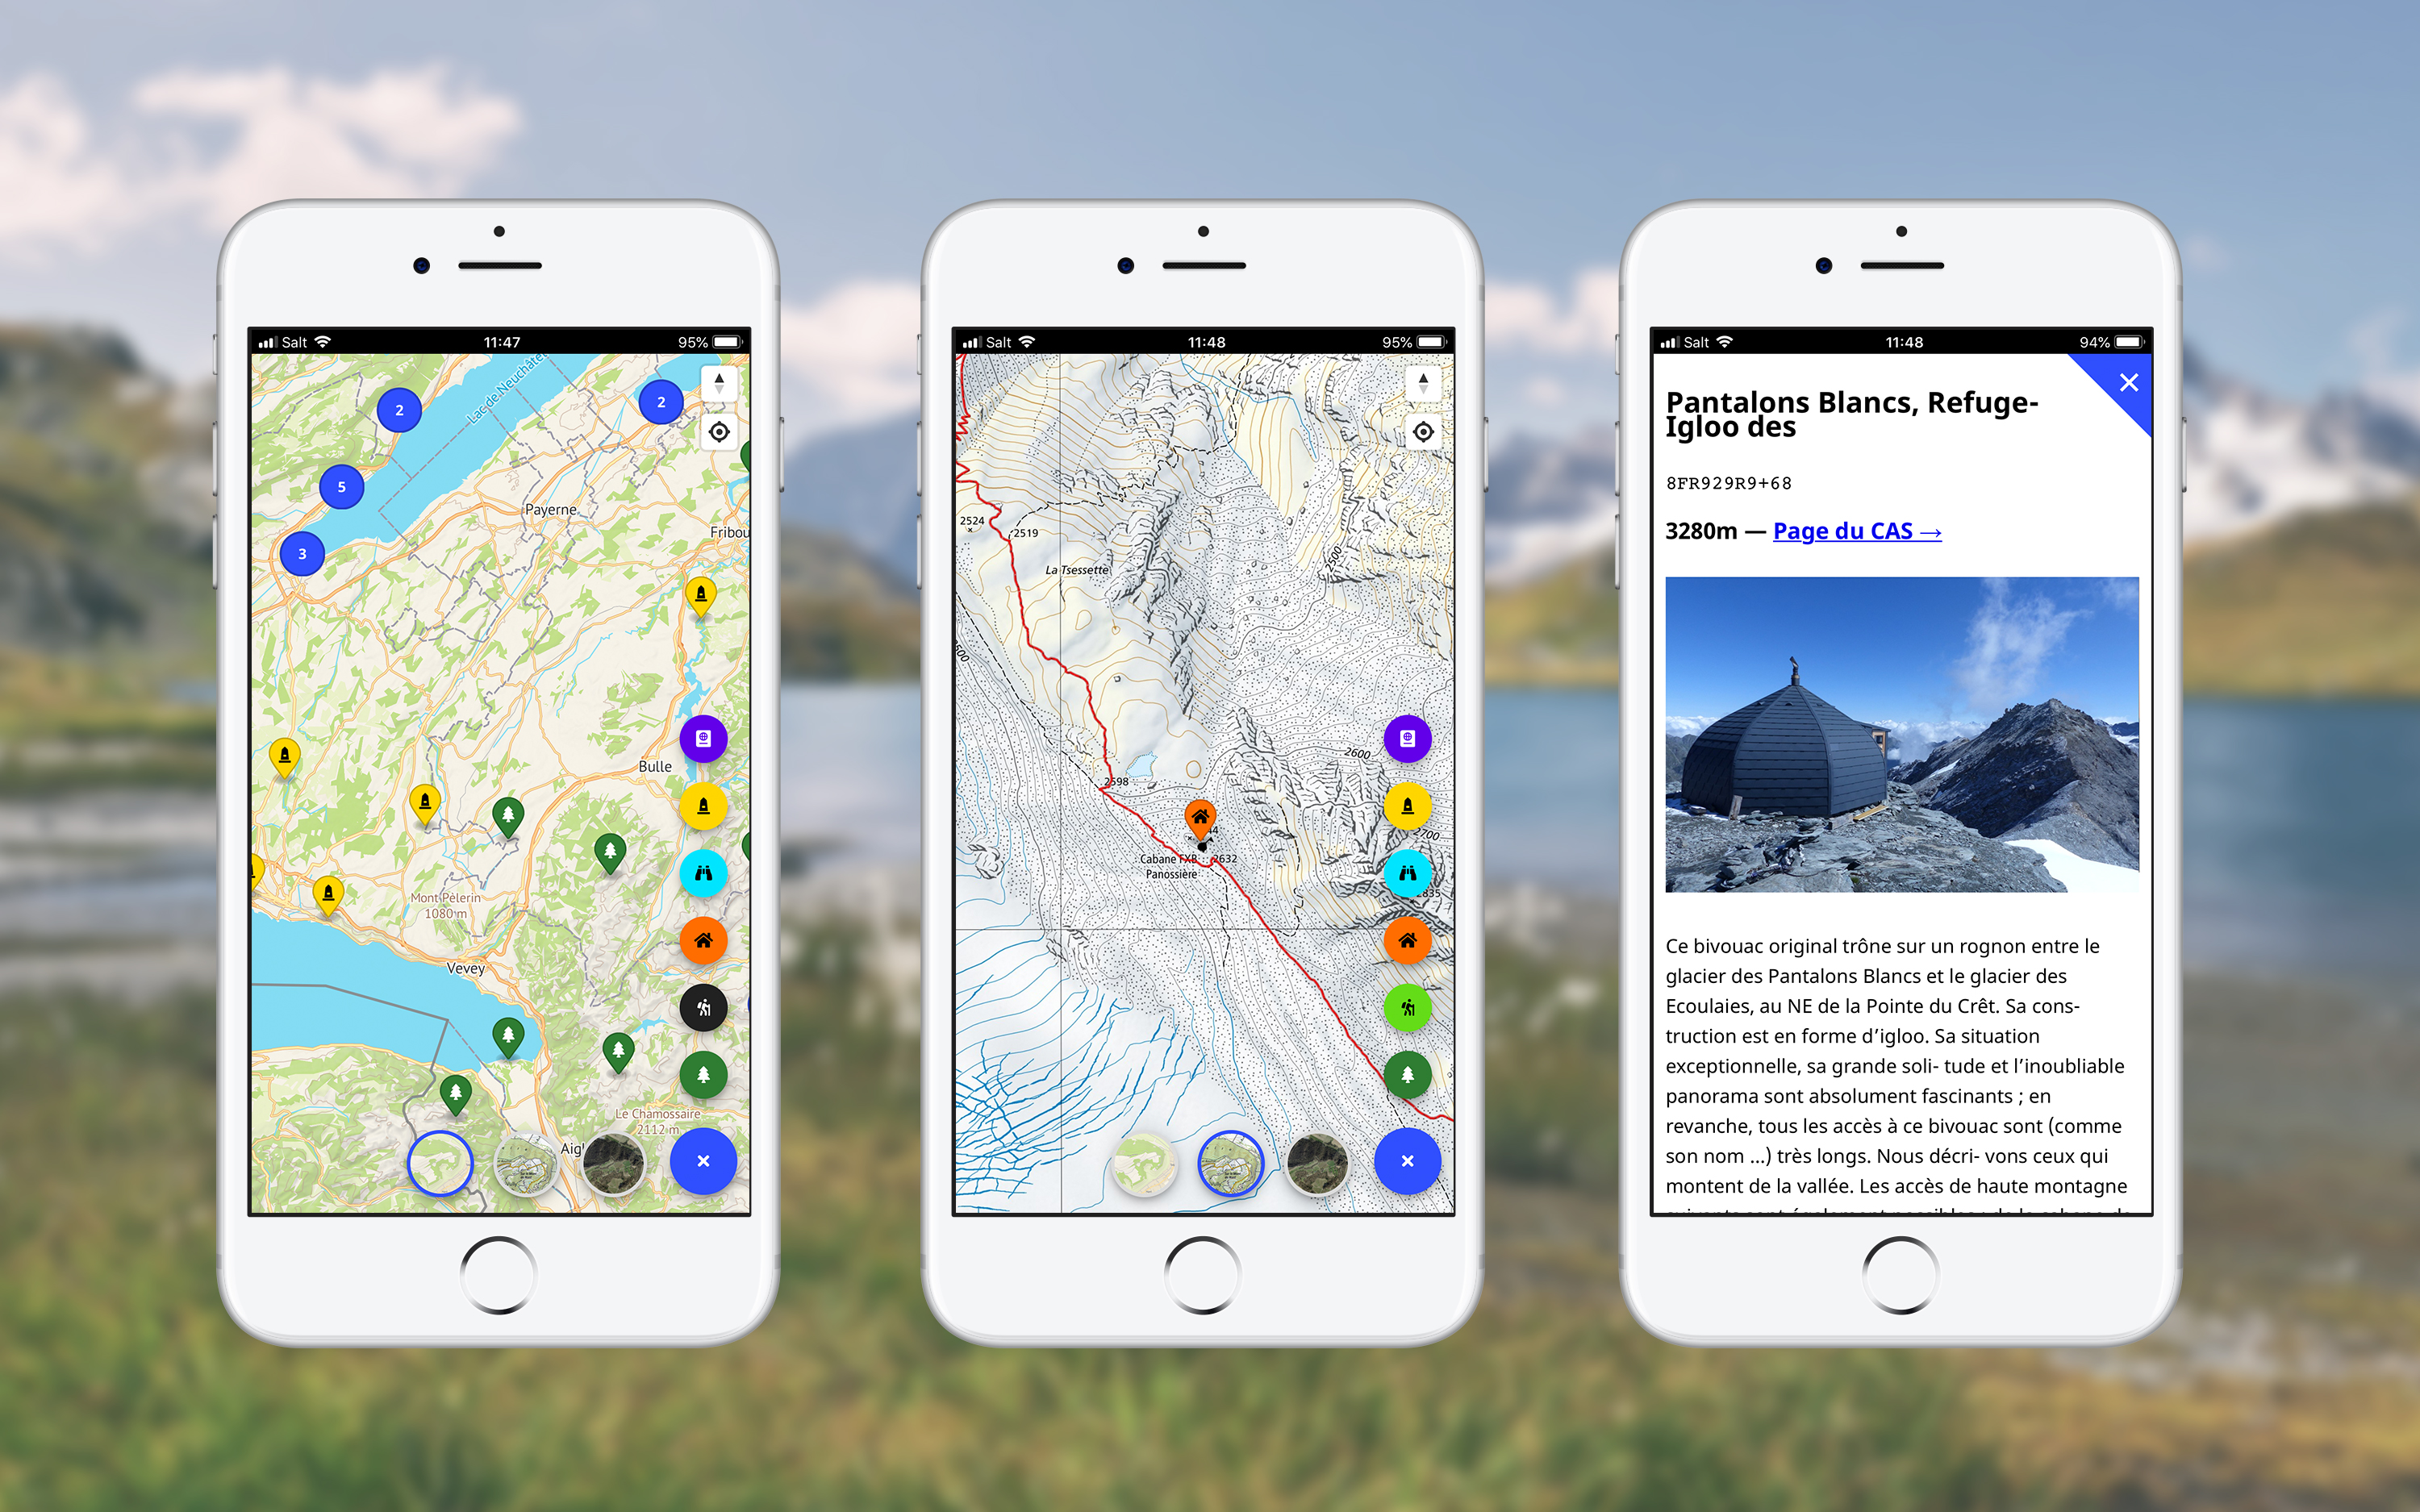 Salt 11:47 95%
Lac de Neuchâtel
2
2
5
3
Payerne
Fribou
Bulle
Mont Pèlerin
1080 m
Vevey
Le Chamossaire
2112 m
Aigl
Salt 11:48 95%
2524
2519
La Tsessette
2500
2600
2598
2700
2632
Cabane FXB
Panossière
2835
Salt 11:48 94%
Pantalons Blancs, Refuge-
Igloo des
8FR929R9+68
3280m — Page du CAS →
Ce bivouac original trône sur un rognon entre le
glacier des Pantalons Blancs et le glacier des
Ecoulaies, au NE de la Pointe du Crêt. Sa cons-
truction est en forme d’igloo. Sa situation
exceptionnelle, sa grande soli- tude et l’inoubliable
panorama sont absolument fascinants ; en
revanche, tous les accès à ce bivouac sont (comme
son nom ...) très longs. Nous décri- vons ceux qui
montent de la vallée. Les accès de haute montagne